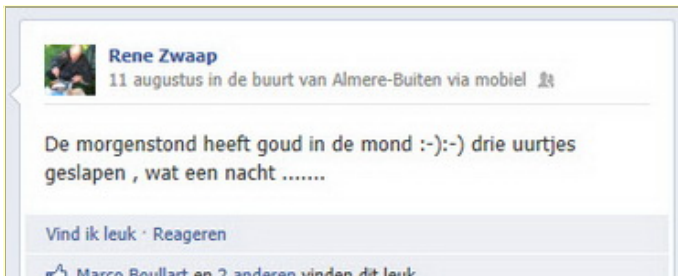 Rene Zwaap
11 augustus in de buurt van Almere-Buiten via mobiel
De morgenstond heeft goud in de mond :-):-) drie uurtjes
geslapen , wat een nacht .......
Vind ik leuk · Reageren
Marco Boullart en 2 anderen vinden dit leuk